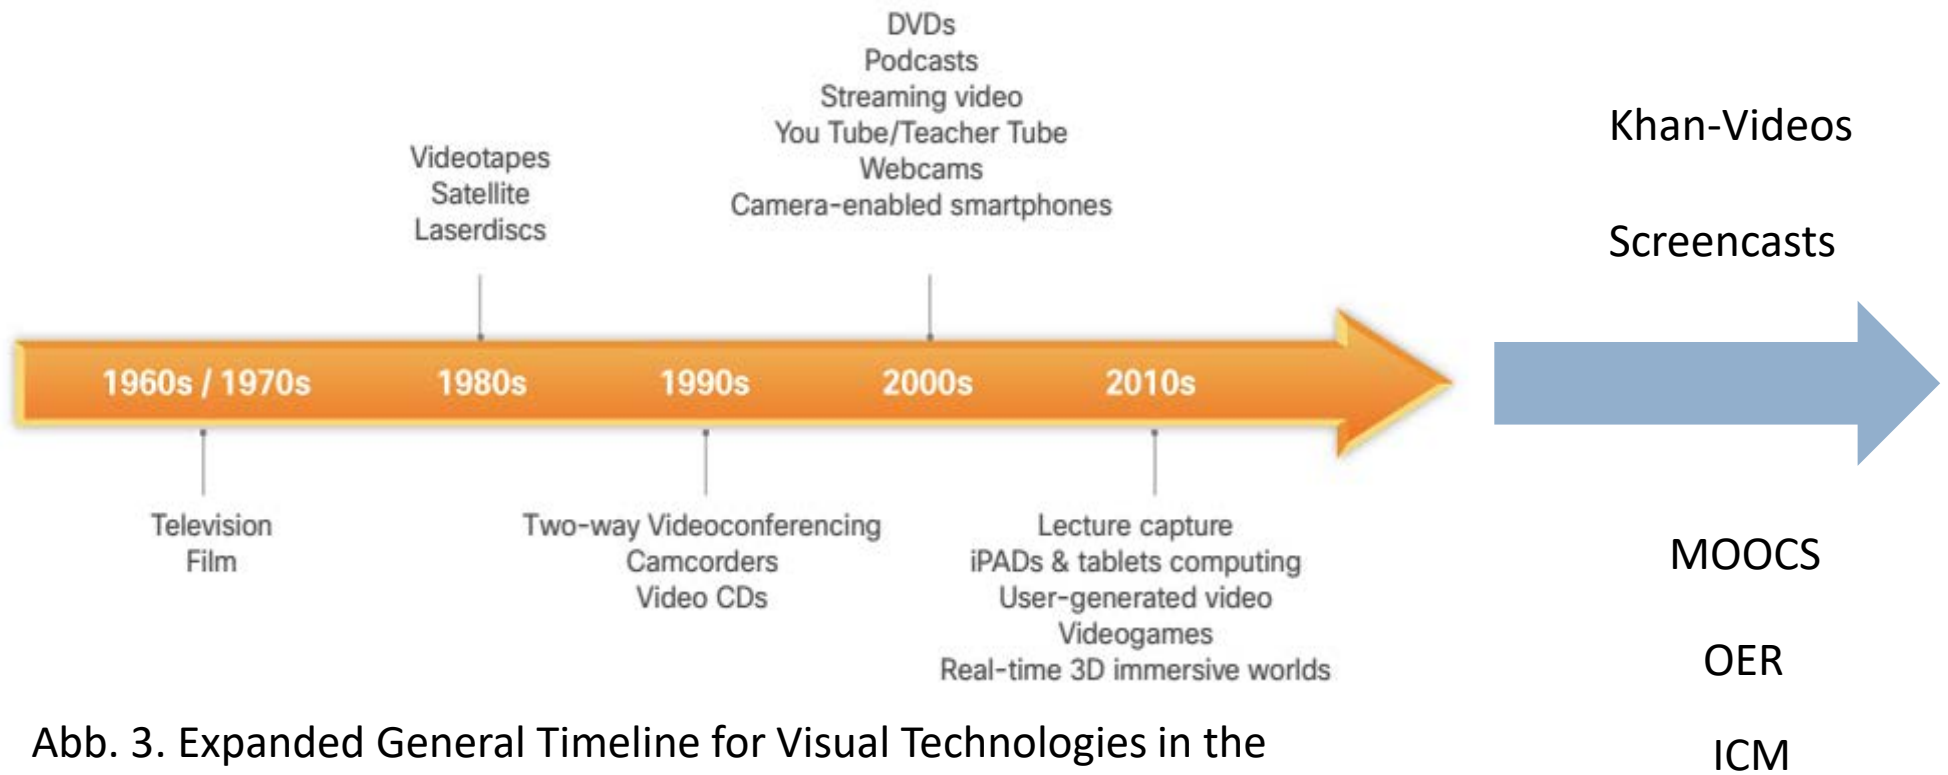 DVDs
Podcasts
Streaming video
You Tube/Teacher Tube
Webcams
Camera-enabled smartphones
Videotapes
Satellite
Laserdiscs
Khan-Videos
Screencasts
1960s / 1970s
1980s
1990s
2000s
2010s
Television
Film
Two-way Videoconferencing
Camcorders
Video CDs
Lecture capture
iPADs & tablets computing
User-generated video
Videogames
Real-time 3D immersive worlds
MOOCS
OER
ICM
Abb. 3. Expanded General Timeline for Visual Technologies in the